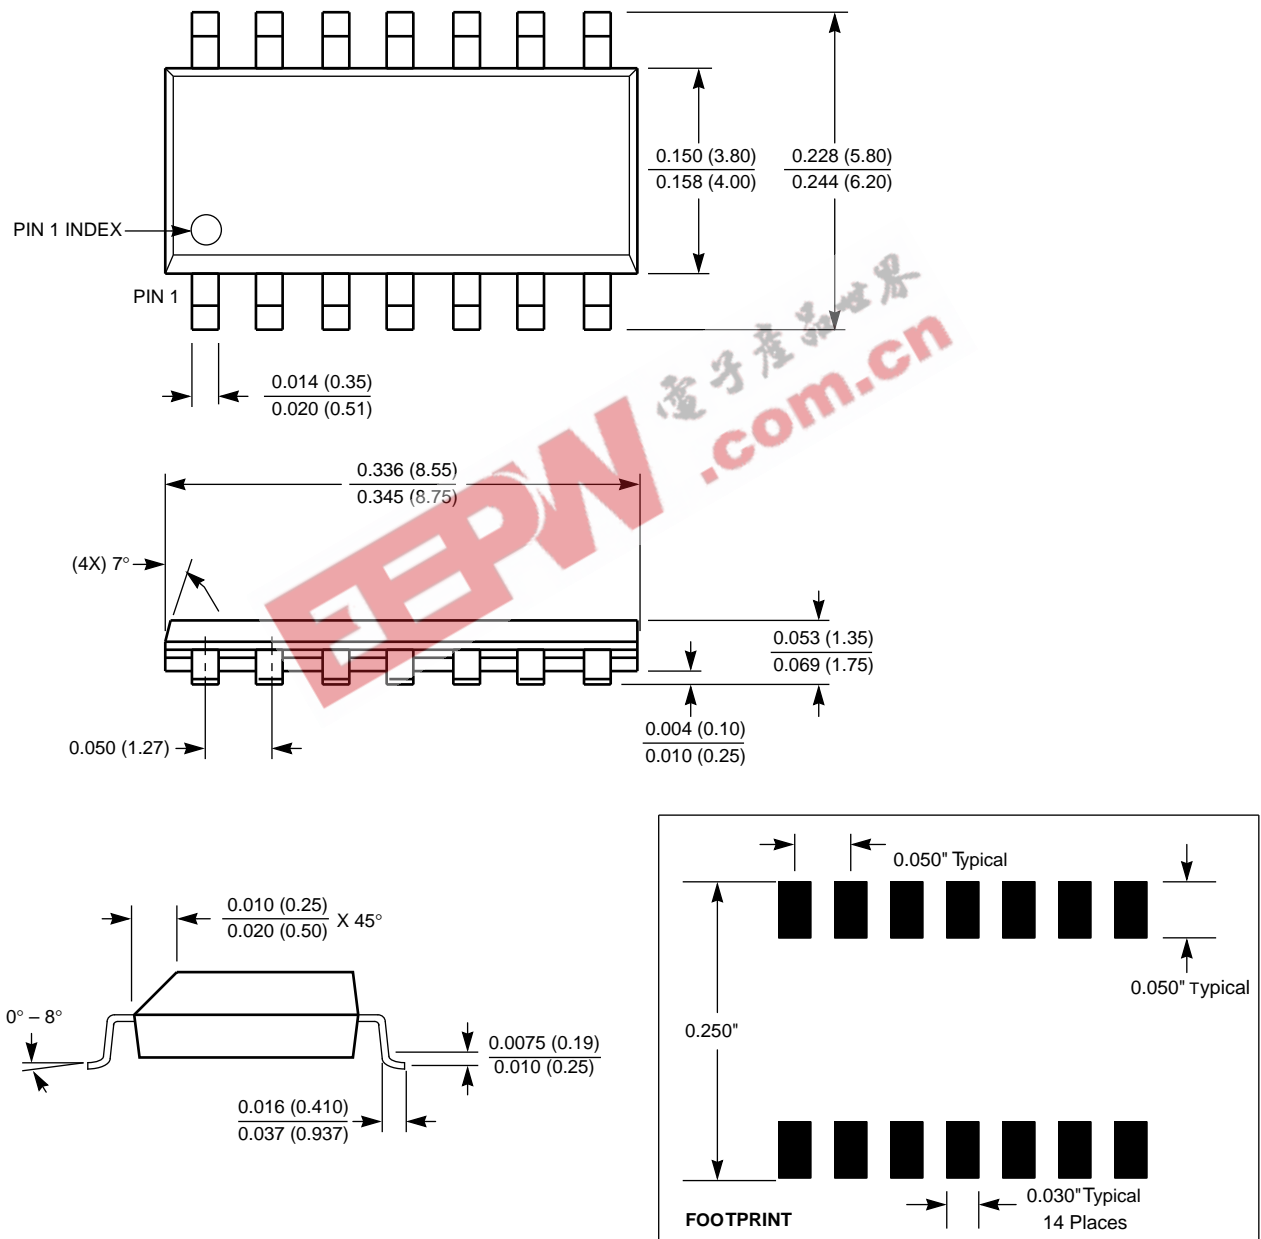 0.150 (3.80)
0.158 (4.00)
0.228 (5.80)
0.244 (6.20)
PIN 1 INDEX
PIN 1
電子產品世界
.com.cn
0.014 (0.35)
0.020 (0.51)
EEPW
0.336 (8.55)
0.345 (8.75)
(4X) 7°
0.053 (1.35)
0.069 (1.75)
0.004 (0.10)
0.010 (0.25)
0.050 (1.27)
0.050" Typical
0.010 (0.25)
0.020 (0.50)
X 45°
0.050" Typical
0° – 8°
0.250"
0.0075 (0.19)
0.010 (0.25)
0.016 (0.410)
0.037 (0.937)
0.030" Typical
14 Places
FOOTPRINT